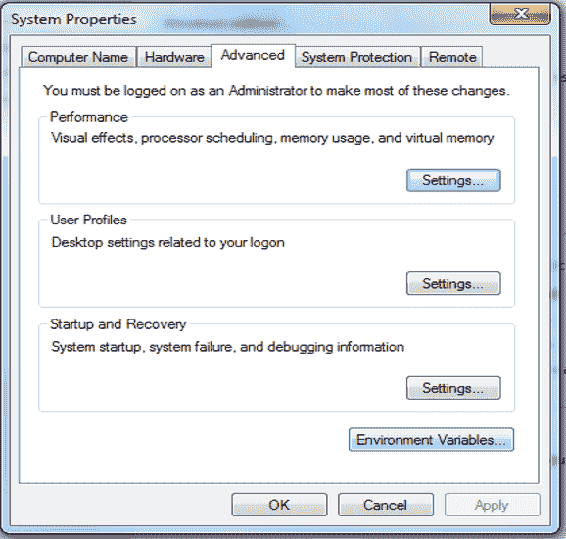 System Properties
Computer Name Hardware Advanced System Protection Remote
You must be logged on as an Administrator to make most of these changes.
Performance
Visual effects, processor scheduling, memory usage, and virtual memory
Settings...
User Profiles
Desktop settings related to your logon
Settings...
Startup and Recovery
System startup, system failure, and debugging information
Settings...
Environment Variables...
OK Cancel Apply